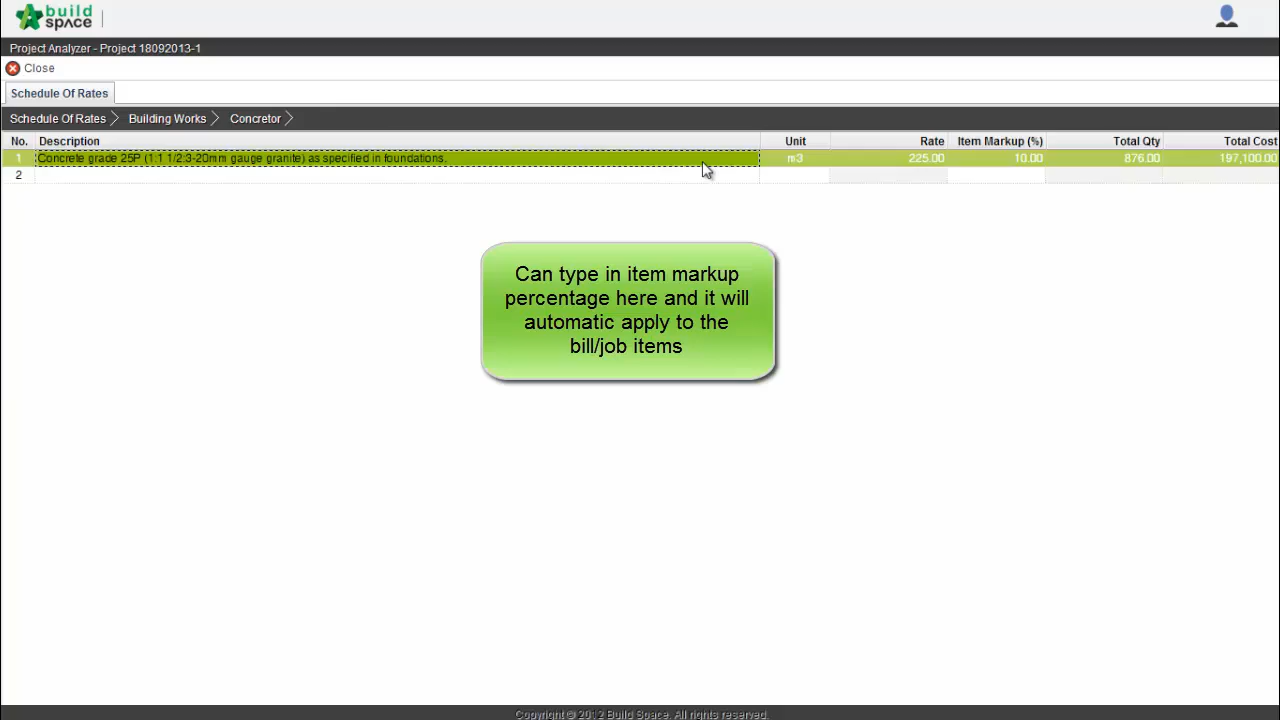 build
space
Project Analyzer - Project 18092013-1
Close
Schedule Of Rates
Schedule Of Rates Building Works Concretor
No. Description Unit Rate Item Markup (%) Total Qty Total Cost
1 Concrete grade 25P (1:1 1/2:3-20mm gauge granite) as specified in foundations. m3 225.00 10.00 876.00 197,100.00
2
Can type in item markup
percentage here and it will
automatic apply to the
bill/job items
Copyright © 2012 Build Space. All rights reserved.